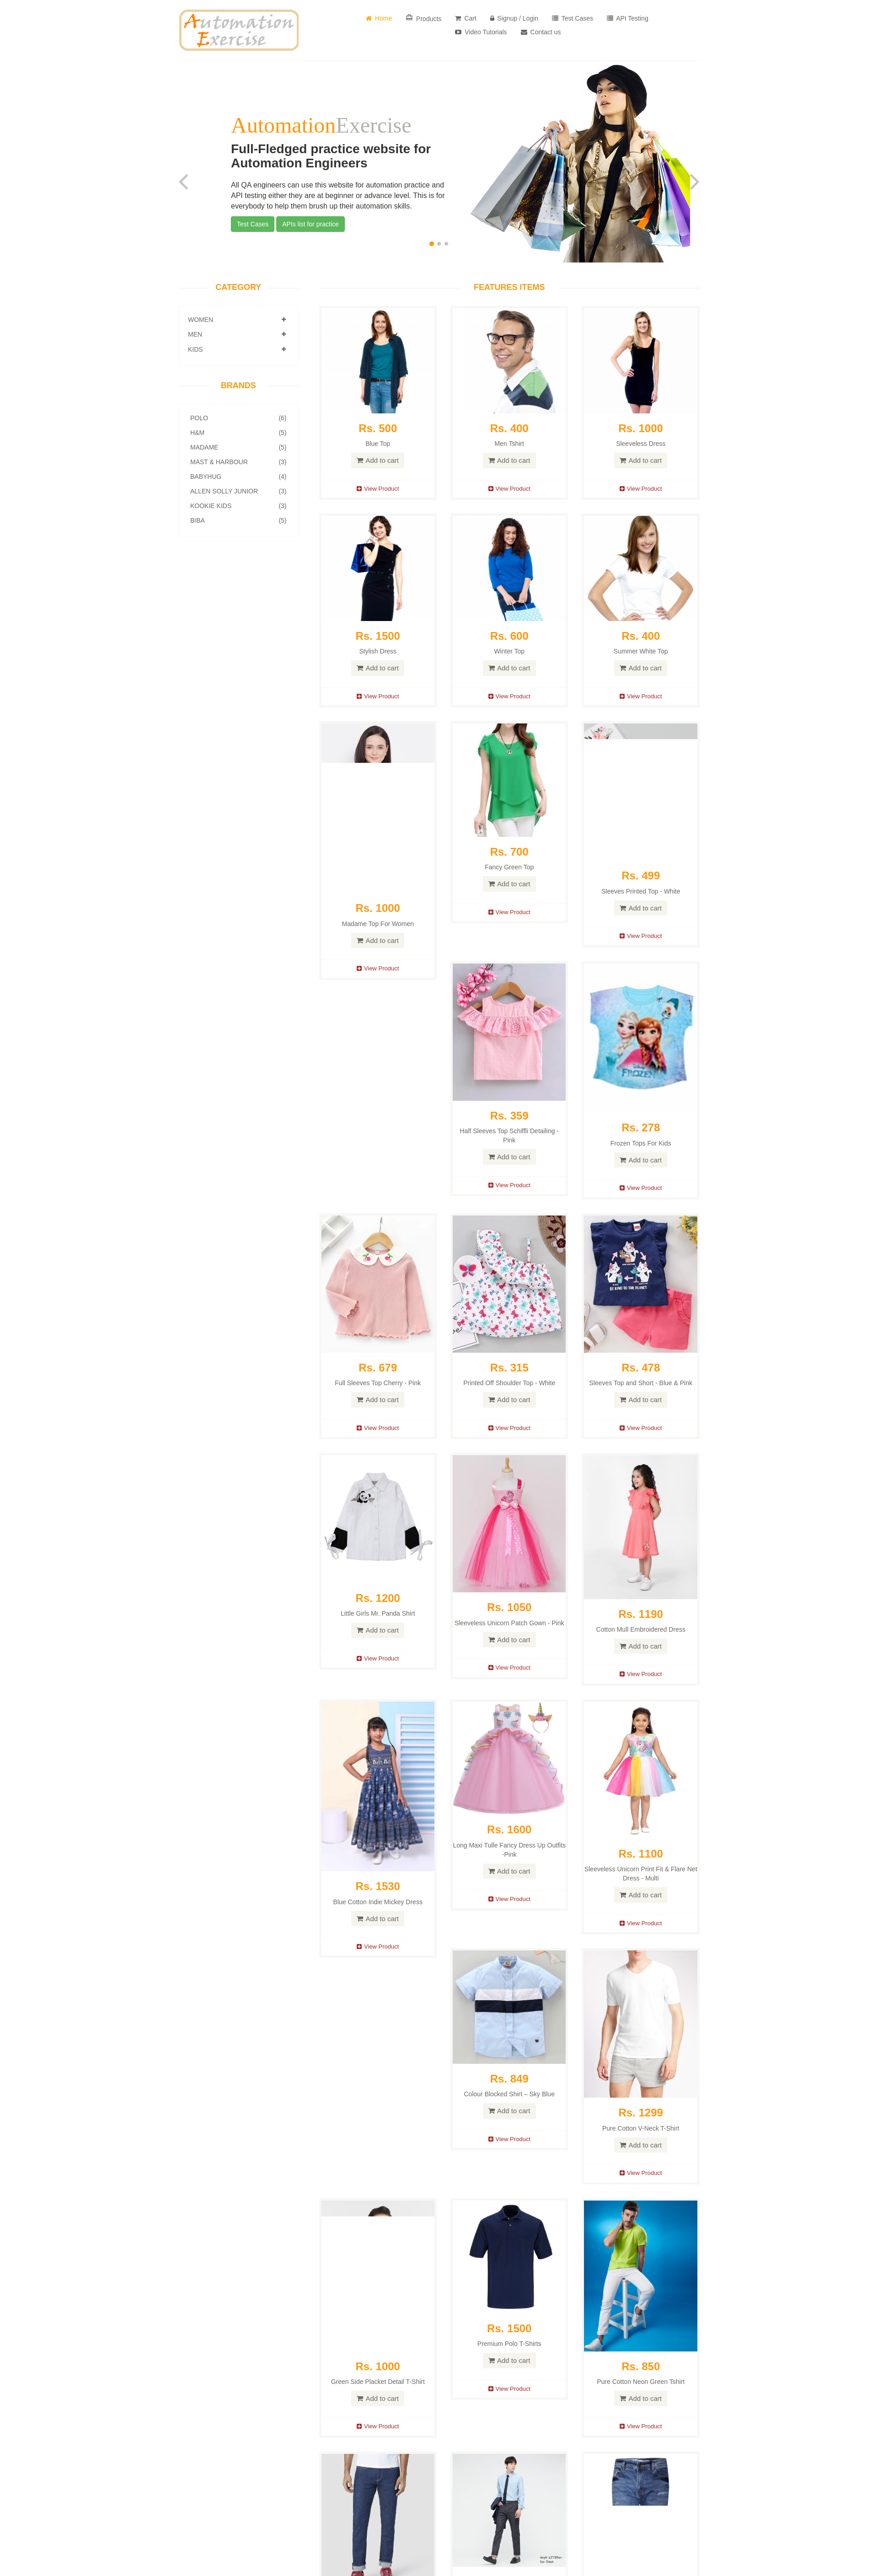 Automation
Exercise
Home
Products
Cart
Signup / Login
Test Cases
API Testing
Video Tutorials
Contact us
AutomationExercise
Full-Fledged practice website for
Automation Engineers
All QA engineers can use this website for automation practice and
API testing either they are at beginner or advance level. This is for
everybody to help them brush up their automation skills.
Test Cases
APIs list for practice
CATEGORY
WOMEN
MEN
KIDS
BRANDS
POLO (6)
H&M (5)
MADAME (5)
MAST & HARBOUR (3)
BABYHUG (4)
ALLEN SOLLY JUNIOR (3)
KOOKIE KIDS (3)
BIBA (5)
FEATURES ITEMS
Rs. 500
Blue Top
Add to cart
View Product
Rs. 400
Men Tshirt
Add to cart
View Product
Rs. 1000
Sleeveless Dress
Add to cart
View Product
Rs. 1500
Stylish Dress
Add to cart
View Product
Rs. 600
Winter Top
Add to cart
View Product
Rs. 400
Summer White Top
Add to cart
View Product
Rs. 1000
Madame Top For Women
Add to cart
View Product
Rs. 700
Fancy Green Top
Add to cart
View Product
Rs. 499
Sleeves Printed Top - White
Add to cart
View Product
Rs. 359
Half Sleeves Top Schiffli Detailing -
Pink
Add to cart
View Product
FROZEN
Rs. 278
Frozen Tops For Kids
Add to cart
View Product
Rs. 679
Full Sleeves Top Cherry - Pink
Add to cart
View Product
Rs. 315
Printed Off Shoulder Top - White
Add to cart
View Product
BE KIND TO THE PLANET
Rs. 478
Sleeves Top and Short - Blue & Pink
Add to cart
View Product
Rs. 1200
Little Girls Mr. Panda Shirt
Add to cart
View Product
Rs. 1050
Sleeveless Unicorn Patch Gown - Pink
Add to cart
View Product
Rs. 1190
Cotton Mull Embroidered Dress
Add to cart
View Product
Rs. 1530
Blue Cotton Indie Mickey Dress
Add to cart
View Product
Rs. 1600
Long Maxi Tulle Fancy Dress Up Outfits
-Pink
Add to cart
View Product
Rs. 1100
Sleeveless Unicorn Print Fit & Flare Net
Dress - Multi
Add to cart
View Product
Rs. 849
Colour Blocked Shirt – Sky Blue
Add to cart
View Product
Rs. 1299
Pure Cotton V-Neck T-Shirt
Add to cart
View Product
Rs. 1000
Green Side Placket Detail T-Shirt
Add to cart
View Product
Rs. 1500
Premium Polo T-Shirts
Add to cart
View Product
Rs. 850
Pure Cotton Neon Green Tshirt
Add to cart
View Product